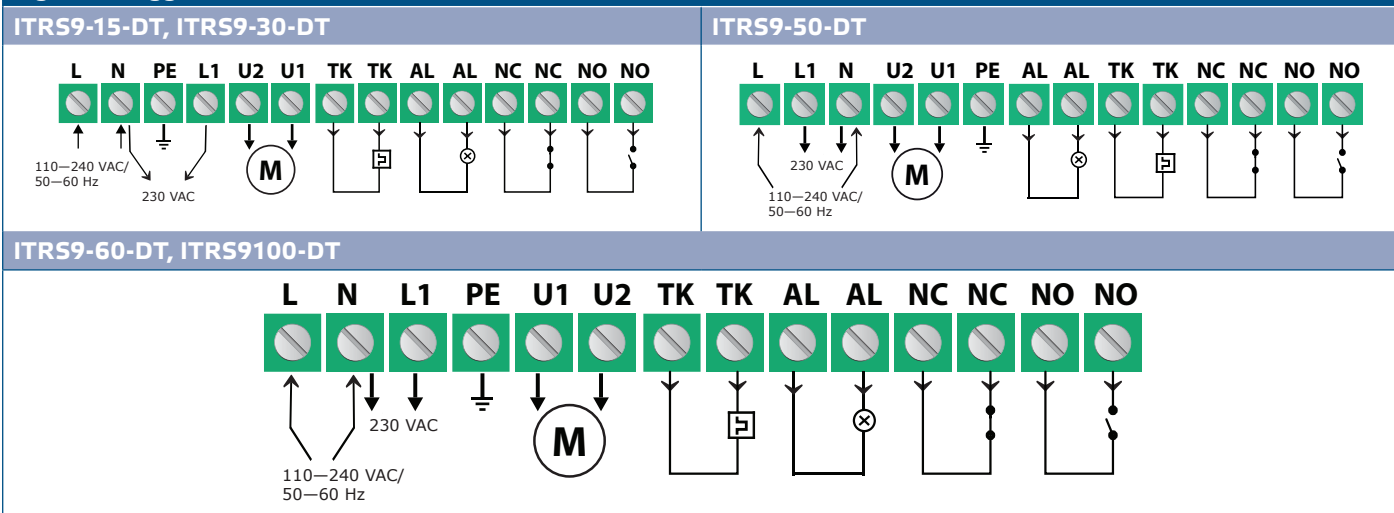 ITRS9-15-DT, ITRS9-30-DT
L N PE L1 U2 U1 TK TK AL AL NC NC NO NO
110—240 VAC/
50—60 Hz
230 VAC
M
ITRS9-50-DT
L L1 N U2 U1 PE AL AL TK TK NC NC NO NO
230 VAC
M
110—240 VAC/
50—60 Hz
ITRS9-60-DT, ITRS9100-DT
L N L1 PE U1 U2 TK TK AL AL NC NC NO NO
230 VAC
M
110—240 VAC/
50—60 Hz